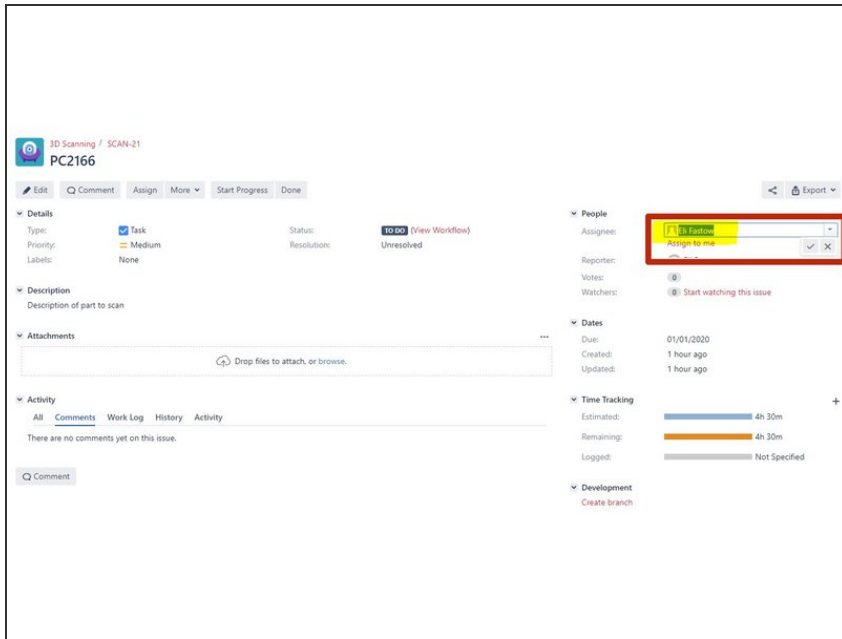 3D Scanning / SCAN-21
PC2166
Edit Comment Assign More Start Progress Done Export
Details
Type: Task Status: TO DO (View Workflow)
Priority: Medium Resolution: Unresolved
Labels: None
Description
Description of part to scan
Attachments
Drop files to attach, or browse.
Activity
All Comments Work Log History Activity
There are no comments yet on this issue.
Comment
People
Assignee: Eli Fastow
Assign to me
Reporter:
Votes: 0
Watchers: 0 Start watching this issue
Dates
Due: 01/01/2020
Created: 1 hour ago
Updated: 1 hour ago
Time Tracking
Estimated: 4h 30m
Remaining: 4h 30m
Logged: Not Specified
Development
Create branch